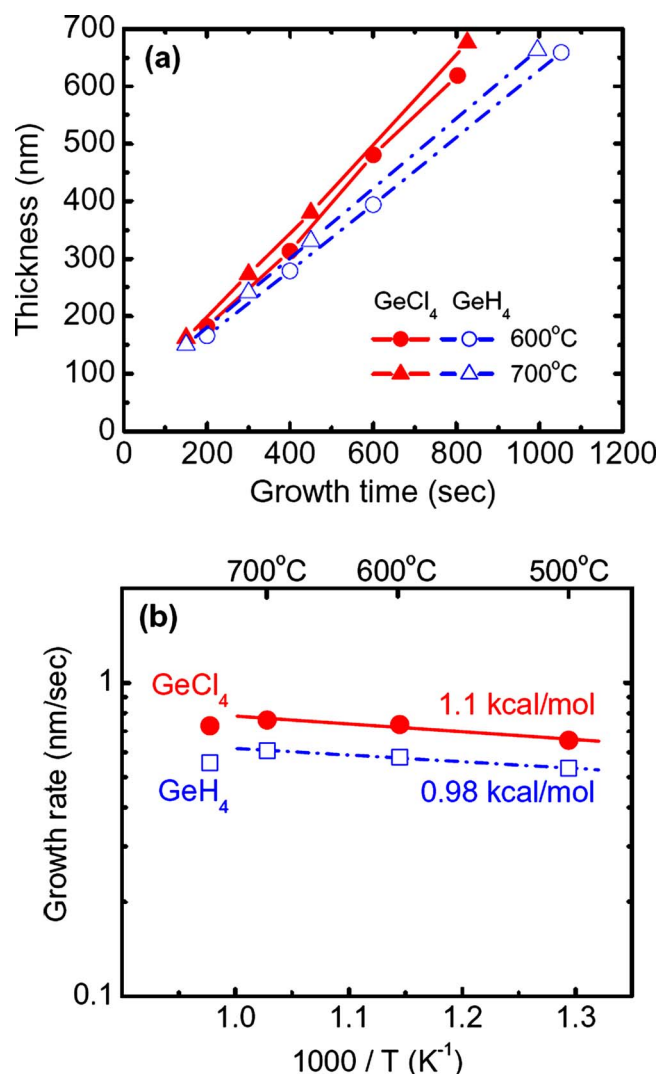 (a)
700
600
500
400
300
200
100
0
Thickness (nm)
GeCl4 GeH4
600°C
700°C
0 200 400 600 800 1000 1200
Growth time (sec)
700°C 600°C 500°C
(b)
GeCl4
1.1 kcal/mol
GeH4
0.98 kcal/mol
1
0.1
Growth rate (nm/sec)
1.0 1.1 1.2 1.3
1000 / T (K-1)